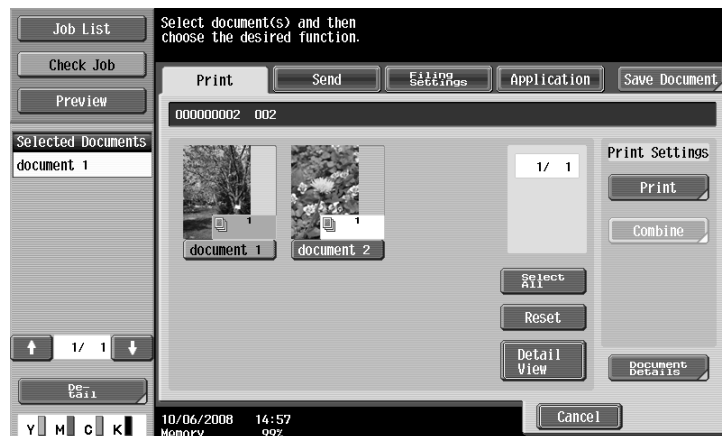 Job List
Select document(s) and then
choose the desired function.
Check Job
Print
Send
Filing
Settings
Application
Save Document
Preview
000000002 002
Selected Documents
document 1
1
document 1
1
document 2
1/ 1
Print Settings
Print
Combine
Select
All
Reset
Detail
View
Document
Details
1/ 1
De-
tail
Cancel
Y M C K
10/06/2008 14:57
Memory 99%